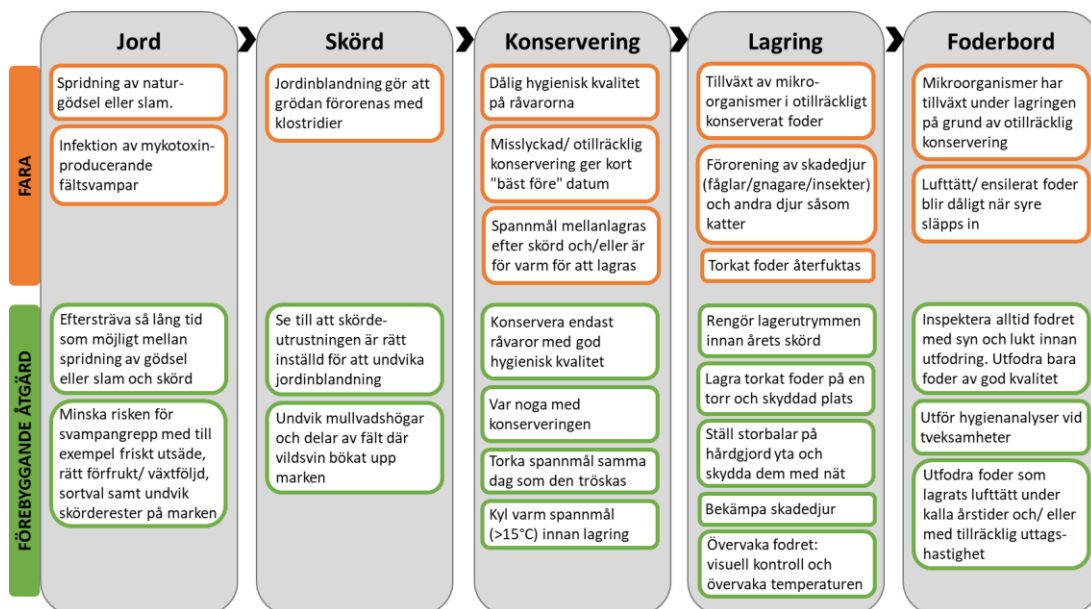 Jord
Skörd
Konservering
Lagring
Foderbord
FARA
Spridning av natur-
gödsel eller slam.
Infektion av mykotoxin-
producerande
fältsvampar
Jordinblandning gör att
grödan förorenas med
klostridier
Dålig hygienisk kvalitet
på råvarorna
Misslyckad/ otillräcklig
konservering ger kort
"bäst före" datum
Spannmål mellanlagras
efter skörd och/eller är
för varm för att lagras
Tillväxt av mikro-
organismer i otillräckligt
konserverat foder
Förorening av skadedjur
(fåglar/gnagare/insekter)
och andra djur såsom
katter
Torkat foder återfuktas
Mikroorganismer har
tillväxt under lagringen
på grund av otillräcklig
konservering
Lufttätt/ ensilerat foder
blir dåligt när syre
släpps in
FÖREBYGGANDE ÅTGÄRD
Eftersträva så lång tid
som möjligt mellan
spridning av gödsel
eller slam och skörd
Minska risken för
svampangrepp med till
exempel friskt utsäde,
rätt förfrukt/ växtföljd,
sortval samt undvik
skörderester på marken
Se till att skörde-
utrustningen är rätt
inställd för att undvika
jordinblandning
Undvik mullvadshögar
och delar av fält där
vildsvin bökat upp
marken
Konservera endast
råvaror med god
hygienisk kvalitet
Var noga med
konserveringen
Torka spannmål samma
dag som den tröskas
Kyl varm spannmål
(>15°C) innan lagring
Rengör lagerutrymmen
innan årets skörd
Lagra torkat foder på en
torr och skyddad plats
Ställ storbalar på
hårdgjord yta och
skydda dem med nät
Bekämpa skadedjur
Övervaka fodret:
visuell kontroll och
övervaka temperaturen
Inspektera alltid fodret
med syn och lukt innan
utfodring. Utfodra bara
foder av god kvalitet
Utför hygienanalyser vid
tveksamheter
Utfodra foder som
lagrats lufttätt under
kalla årstider och/ eller
med tillräcklig uttags-
hastighet